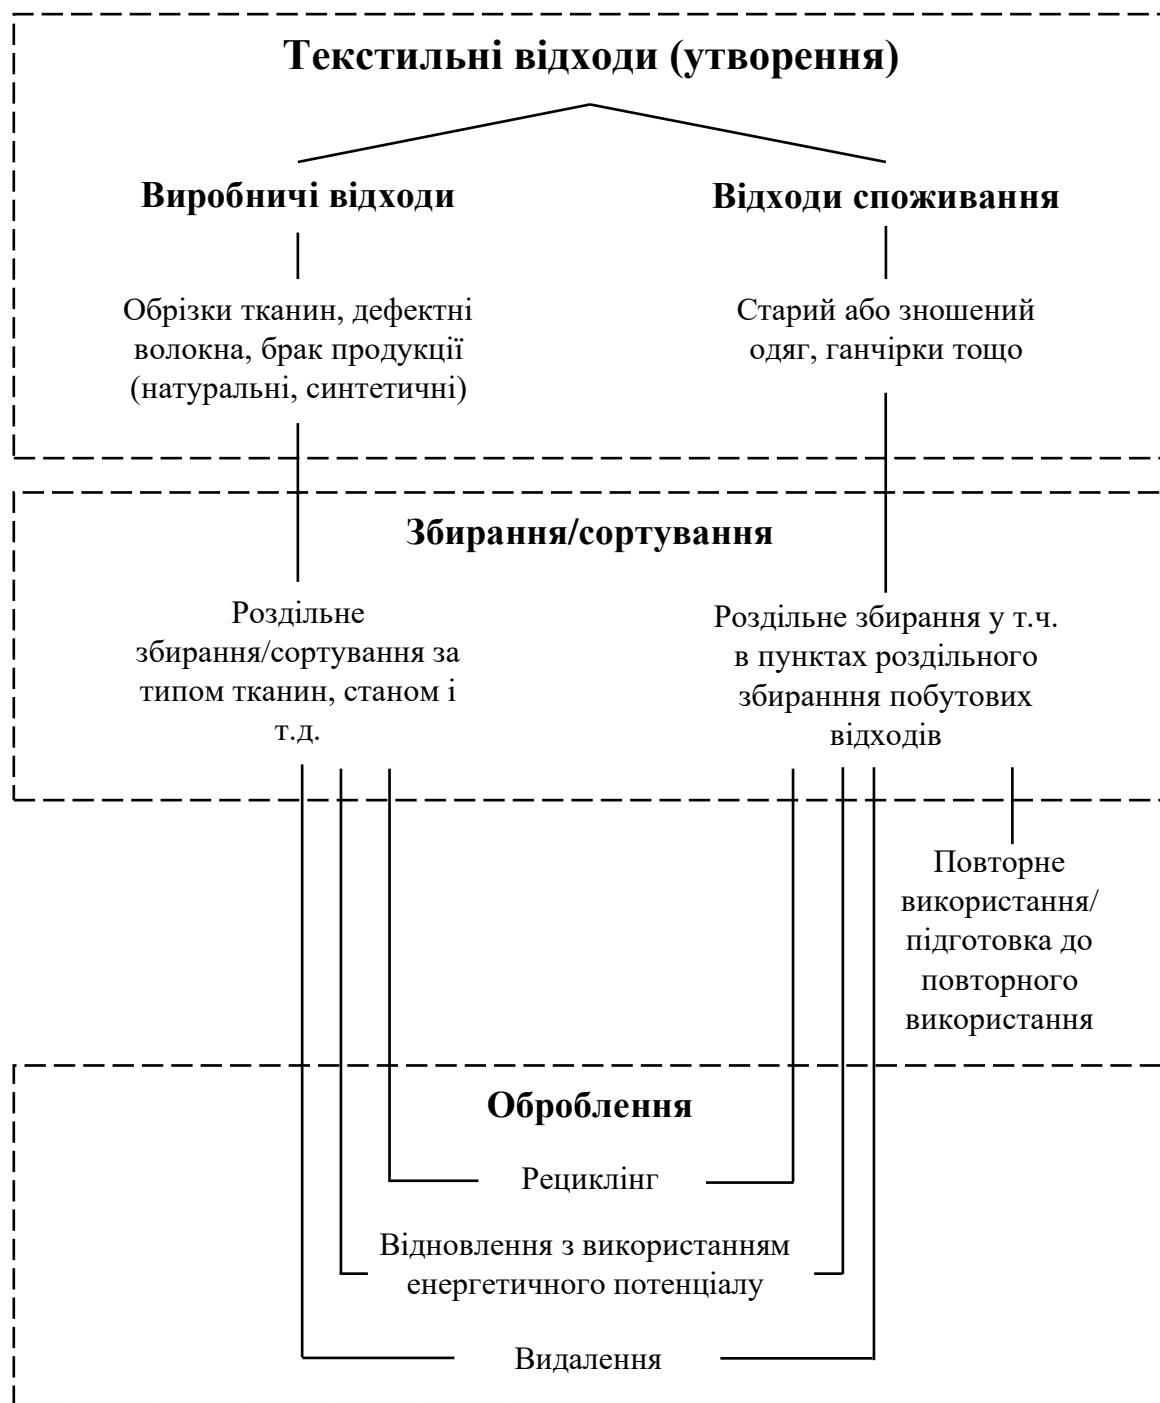 Текстильні відходи (утворення)
Виробничі відходи
Відходи споживання
Обрізки тканин, дефектні
волокна, брак продукції
(натуральні, синтетичні)
Старий або зношений
одяг, ганчірки тощо
Збирання/сортування
Роздільне
збирання/сортування за
типом тканин, станом і
т.д.
Роздільне збирання у т.ч.
в пунктах роздільного
збиранння побутових
відходів
Повторне
використання/
підготовка до
повторного
використання
Оброблення
Рециклінг
Відновлення з використанням
енергетичного потенціалу
Видалення